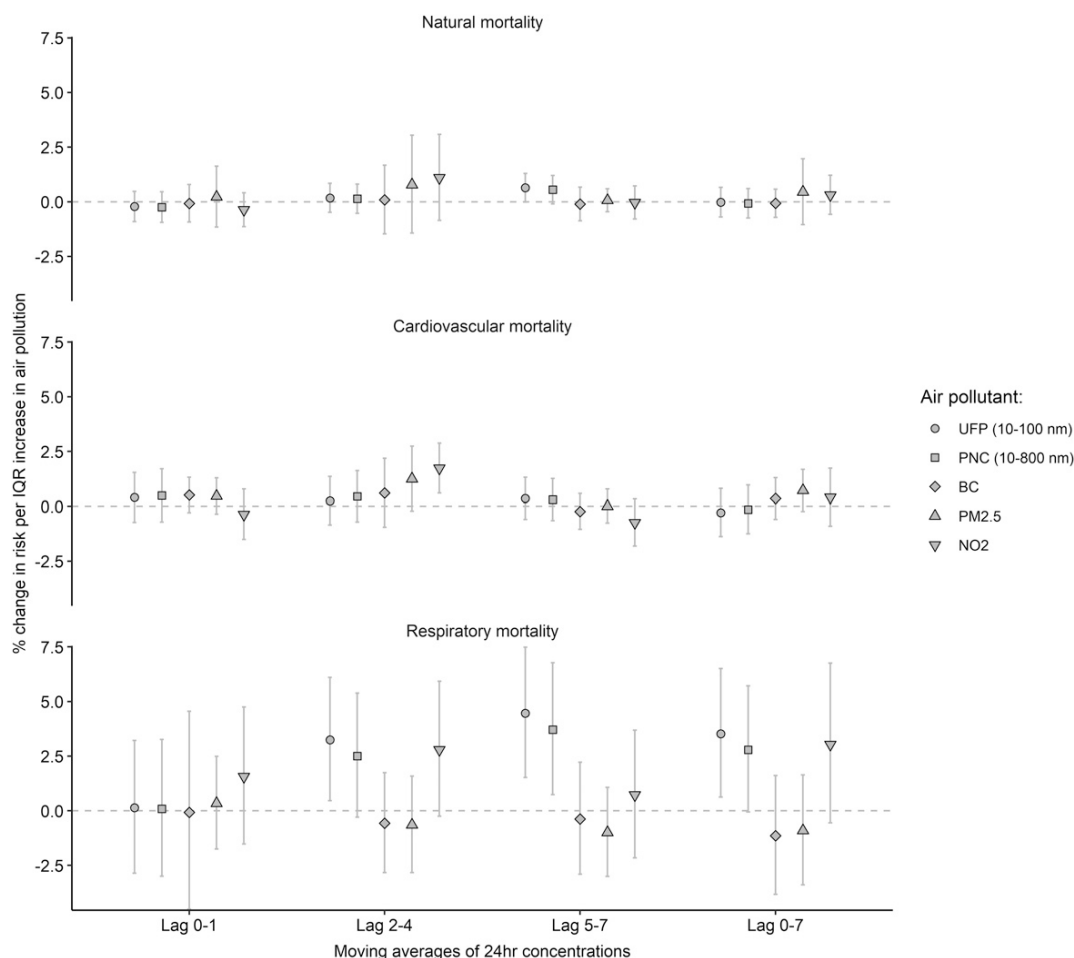 Natural mortality
7.5
5.0
2.5
0.0
-2.5
Cardiovascular mortality
7.5
5.0
2.5
0.0
-2.5
Respiratory mortality
7.5
5.0
2.5
0.0
-2.5
% change in risk per IQR increase in air pollution
Lag 0-1 Lag 2-4 Lag 5-7 Lag 0-7
Moving averages of 24hr concentrations
Air pollutant:
UFP (10-100 nm)
PNC (10-800 nm)
BC
PM2.5
NO2